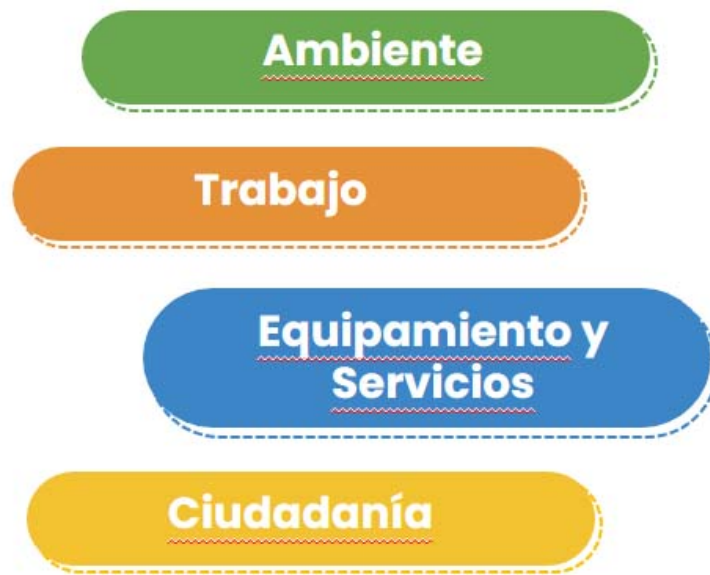 Ambiente
Trabajo
Equipamiento y
Servicios
Ciudadanía